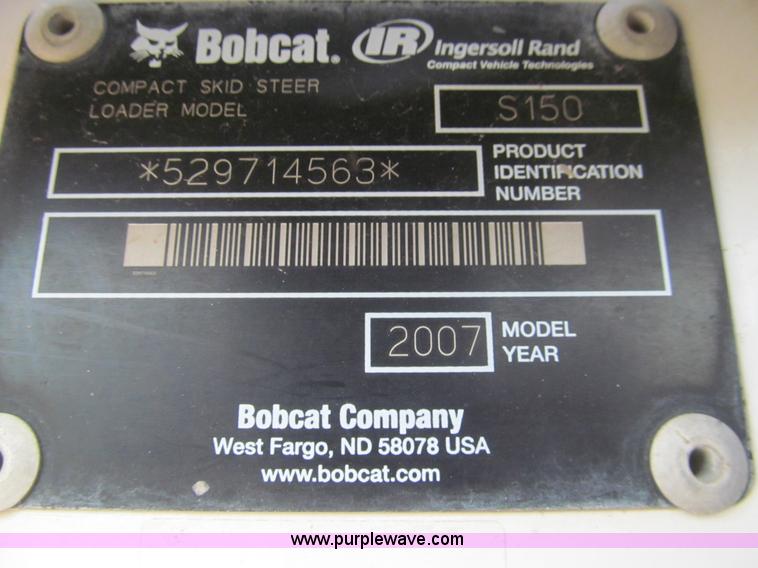 Bobcat. IR Ingersoll Rand
Compact Vehicle Technologies
COMPACT SKID STEER
LOADER MODEL
S150
*529714563*
PRODUCT
IDENTIFICATION
NUMBER
2007
MODEL
YEAR
Bobcat Company
West Fargo, ND 58078 USA
www.bobcat.com
www.purplewave.com